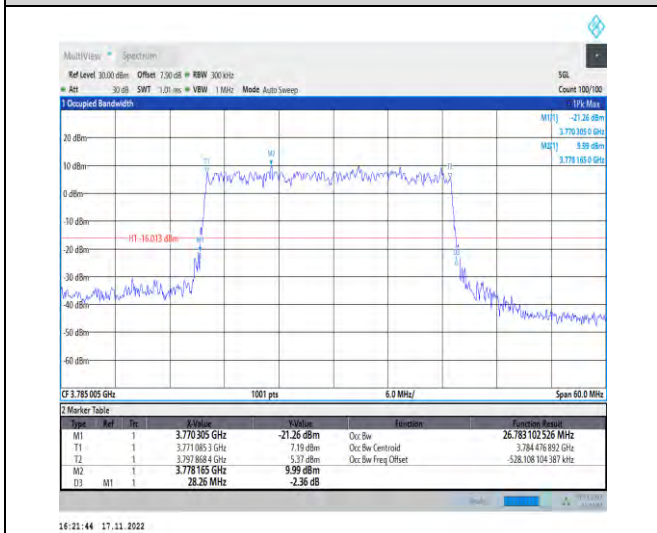 MultiView Spectrum
Ref Level 30.00 dBm Offset 7.90 dB RBW 300 kHz SGL
Att 30 dB SWT 1.01 ms VBW 1 MHz Mode Auto Sweep Count 100/100
1 Occupied Bandwidth 1Pk Max
M1[1] -21.26 dBm
3.770 305 0 GHz
M2[1] 9.99 dBm
3.778 165 0 GHz
20 dBm
10 dBm
0 dBm
-10 dBm
H1 -16.013 dBm
-20 dBm
-30 dBm
-40 dBm
-50 dBm
-60 dBm
T1
M2
T2
M1
D3
CF 3.785 005 GHz 1001 pts 6.0 MHz/ Span 60.0 MHz
2 Marker Table
Type Ref Trc X-Value Y-Value Function Function Result
M1 1 3.770305 GHz -21.26 dBm Occ Bw 26.783 102 526 MHz
T1 1 3.771 085 3 GHz 7.19 dBm Occ Bw Centroid 3.784 476 892 GHz
T2 1 3.797 868 4 GHz 5.37 dBm Occ Bw Freq Offset -528.108 104 387 kHz
M2 1 3.778165 GHz 9.99 dBm
D3 M1 1 28.26 MHz -2.36 dB
16:21:44 17.11.2022